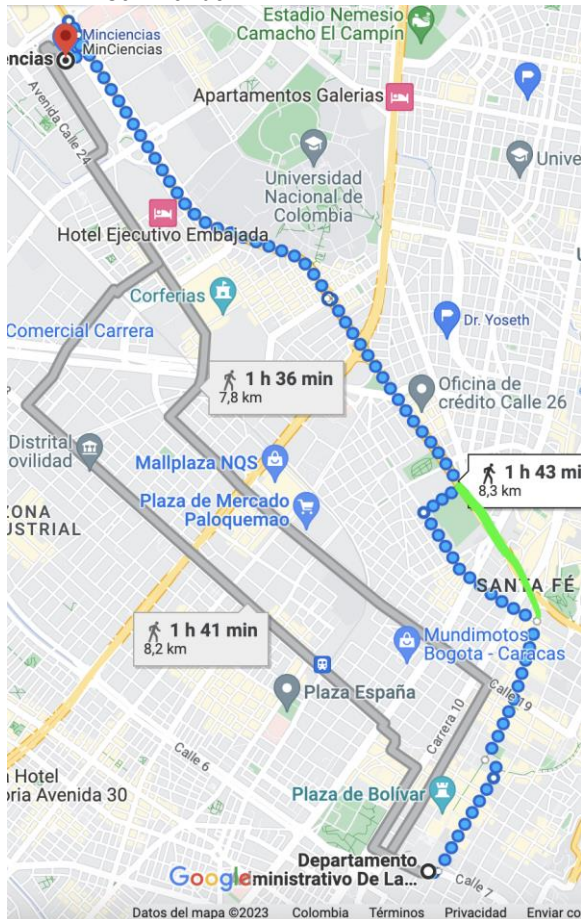 Estadio Nemesio
Camacho El Campín
Minciencias
MinCiencias
encias
Apartamentos Galerias
Avenida Calle 24
Universidad
Nacional de
Colombia
Unive
Hotel Ejecutivo Embajada
Corferias
Comercial Carrera
Dr. Yoseth
1 h 36 min
7,8 km
Oficina de
crédito Calle 26
Distrital
ovilidad
Mallplaza NQS
1 h 43 mi
8,3 km
Plaza de Mercado
Paloquemao
ZONA
USTRIAL
SANTA FÉ
1 h 41 min
8,2 km
Mundimotos
Bogota - Caracas
Calle 19
Plaza España
Carrera 10
Calle 6
Hotel
oria Avenida 30
Plaza de Bolívar
Departamento
Google
ministrativo De La...
Calle 7
Datos del mapa ©2023 Colombia Términos Privacidad Enviar co